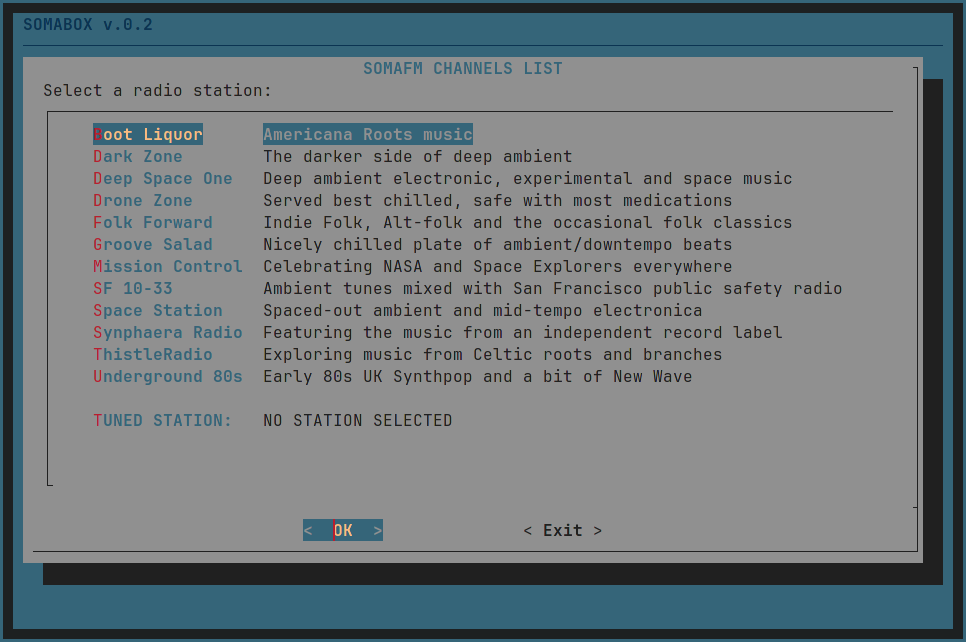 SOMABOX v.0.2
SOMAFM CHANNELS LIST
Select a radio station:
Boot Liquor Americana Roots music
Dark Zone The darker side of deep ambient
Deep Space One Deep ambient electronic, experimental and space music
Drone Zone Served best chilled, safe with most medications
Folk Forward Indie Folk, Alt-folk and the occasional folk classics
Groove Salad Nicely chilled plate of ambient/downtempo beats
Mission Control Celebrating NASA and Space Explorers everywhere
SF 10-33 Ambient tunes mixed with San Francisco public safety radio
Space Station Spaced-out ambient and mid-tempo electronica
Synphaera Radio Featuring the music from an independent record label
ThistleRadio Exploring music from Celtic roots and branches
Underground 80s Early 80s UK Synthpop and a bit of New Wave
TUNED STATION: NO STATION SELECTED
< OK > < Exit >